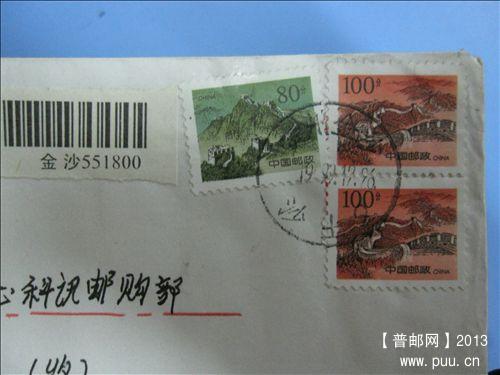 80分
CHINA
中国邮政
100分
中国邮政 CHINA
100分
中国邮政 CHINA
金沙551800
科訊邮购部
(收)
【普邮网】2013
www.puu.cn